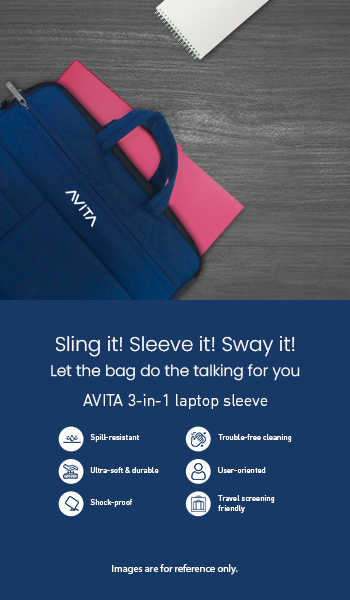 AVITA
Sling it! Sleeve it! Sway it!
Let the bag do the talking for you
AVITA 3-in-1 laptop sleeve
Spill-resistant
Trouble-free cleaning
Ultra-soft & durable
User-oriented
Shock-proof
Travel screening
friendly
Images are for reference only.